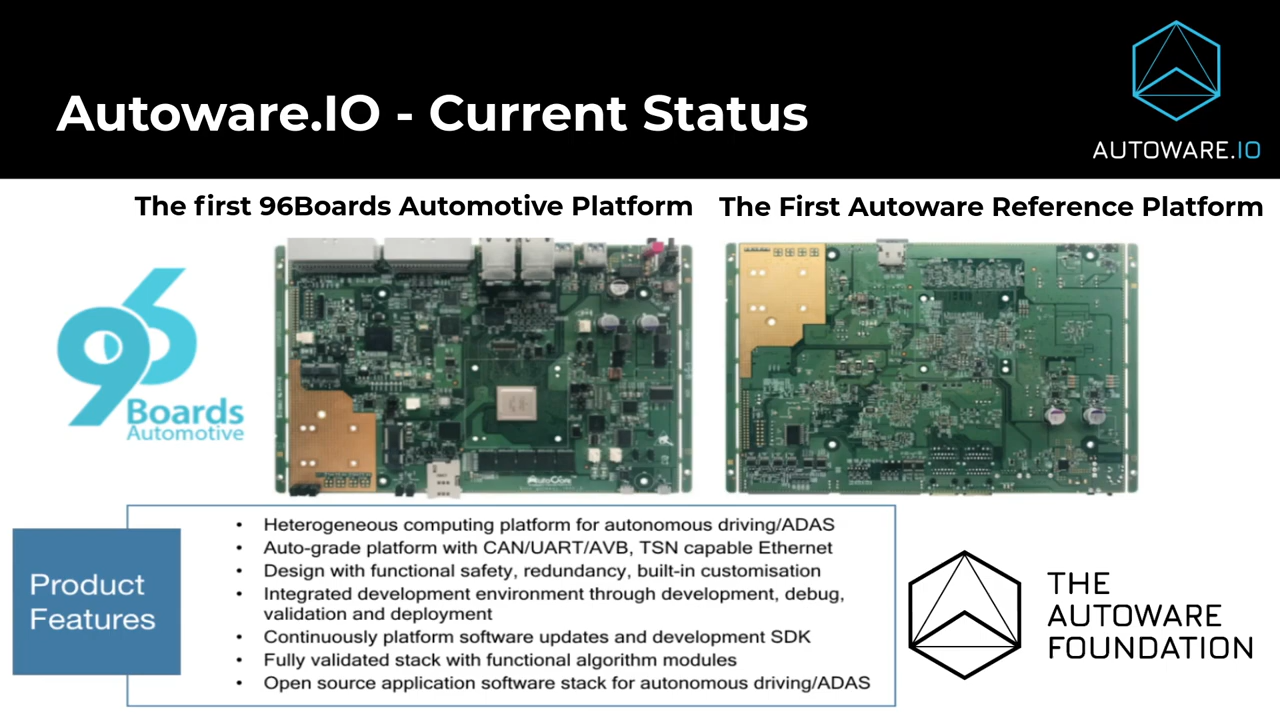 Autoware.IO - Current Status
AUTOWARE.IO
The first 96Boards Automotive Platform
The First Autoware Reference Platform
96
Boards
Automotive
AutoCore
Product
Features
• Heterogeneous computing platform for autonomous driving/ADAS
• Auto-grade platform with CAN/UART/AVB, TSN capable Ethernet
• Design with functional safety, redundancy, built-in customisation
• Integrated development environment through development, debug,
validation and deployment
• Continuously platform software updates and development SDK
• Fully validated stack with functional algorithm modules
• Open source application software stack for autonomous driving/ADAS
THE
AUTOWARE
FOUNDATION